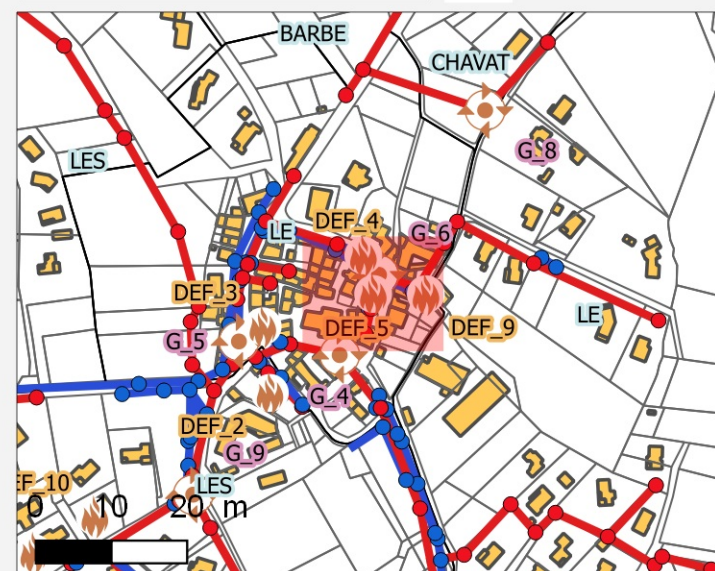 BARBE
CHAVAT
LES
G_8
DEF_4
LE
G_6
DEF_3
LE
G_5
DEF_5
DEF_9
G_4
DEF_2
G_9
EF_10
LES
0 10 20 m